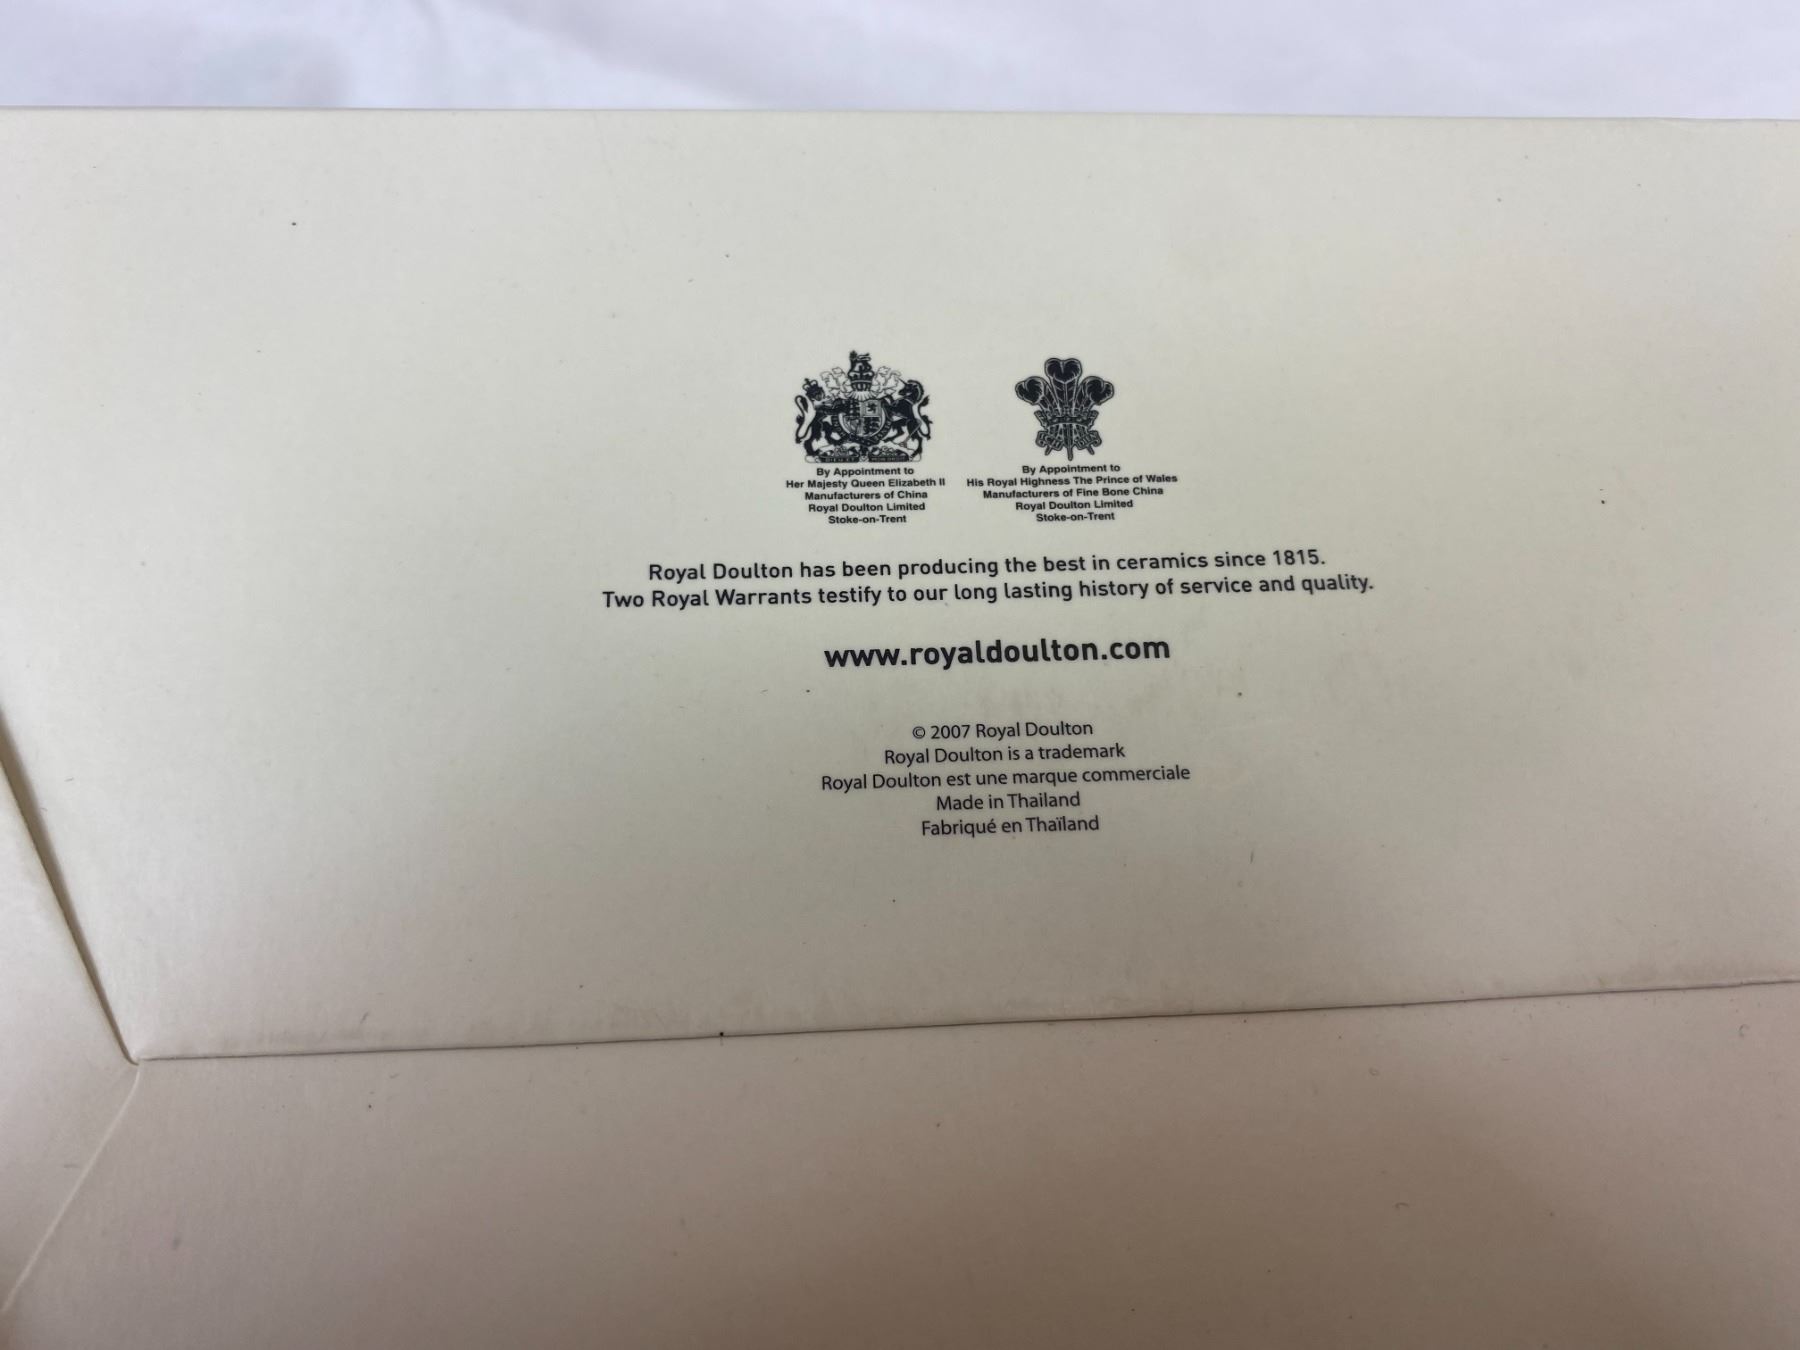 By Appointment to
Her Majesty Queen Elizabeth II
Manufacturers of China
Royal Doulton Limited
Stoke-on-Trent
By Appointment to
His Royal Highness The Prince of Wales
Manufacturers of Fine Bone China
Royal Doulton Limited
Stoke-on-Trent
Royal Doulton has been producing the best in ceramics since 1815.
Two Royal Warrants testify to our long lasting history of service and quality.
www.royaldoulton.com
© 2007 Royal Doulton
Royal Doulton is a trademark
Royal Doulton est une marque commerciale
Made in Thailand
Fabriqué en Thaïland